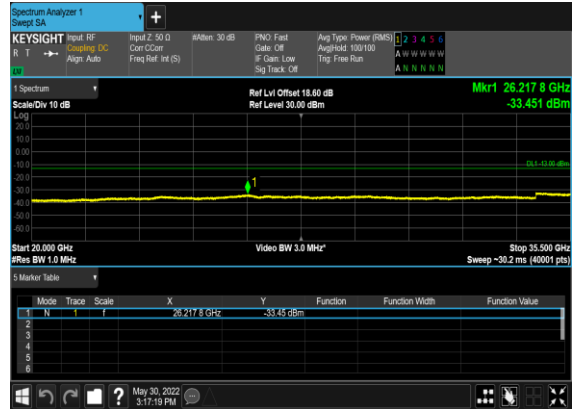 Spectrum Analyzer 1
Swept SA
+
KEYSIGHT Input: RF Input Z: 50 Ω #Atten: 30 dB PNO: Fast Avg Type: Power (RMS) 1 2 3 4 5 6
R T Coupling: DC Corr CCorr Gate: Off Avg|Hold: 100/100 A W W W W W
Align: Auto Freq Ref: Int (S) IF Gain: Low Trig: Free Run
Sig Track: Off A N N N N N
1 Spectrum
Ref Lvl Offset 18.60 dB Mkr1 26.217 8 GHz
Scale/Div 10 dB Ref Level 30.00 dBm -33.451 dBm
Log
20.0
10.0
0.00
-10.0
DL1 -13.00 dBm
-20.0
1
-30.0
-40.0
-50.0
-60.0
Start 20.000 GHz Video BW 3.0 MHz* Stop 35.500 GHz
#Res BW 1.0 MHz Sweep ~30.2 ms (40001 pts)
5 Marker Table
Mode Trace Scale X Y Function Function Width Function Value
1 N 1 f 26.217 8 GHz -33.45 dBm
2
3
4
5
6
? May 30, 2022
3:17:19 PM